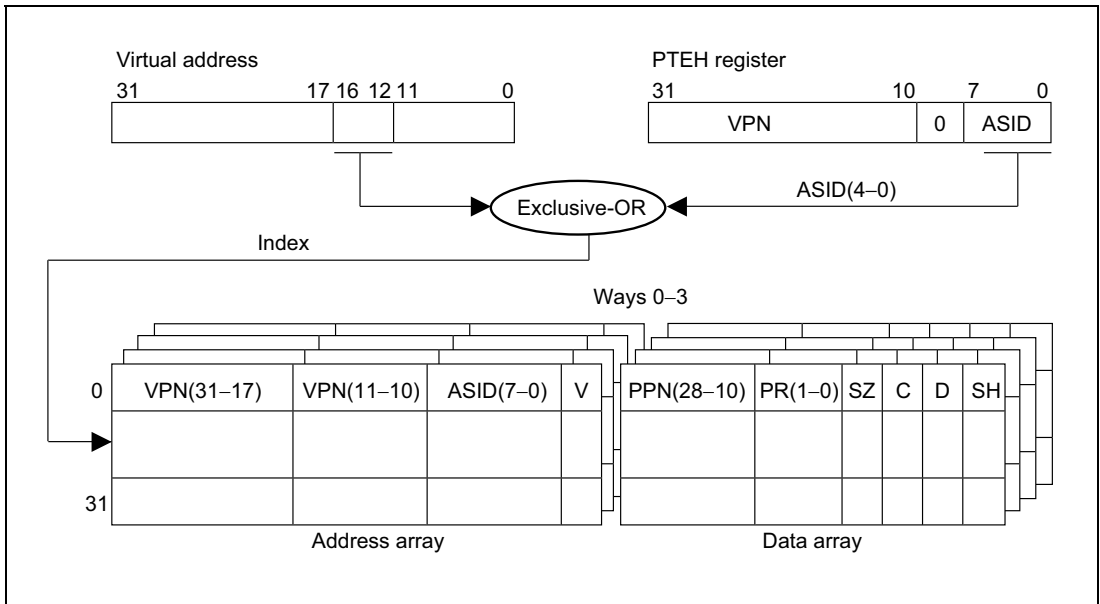 Virtual address
31 17 16 12 11 0
PTEH register
31 10 7 0
VPN 0 ASID
ASID(4–0)
Exclusive-OR
Index
Ways 0–3
0 VPN(31–17) VPN(11–10) ASID(7–0) V PPN(28–10) PR(1–0) SZ C D SH
31
Address array
Data array